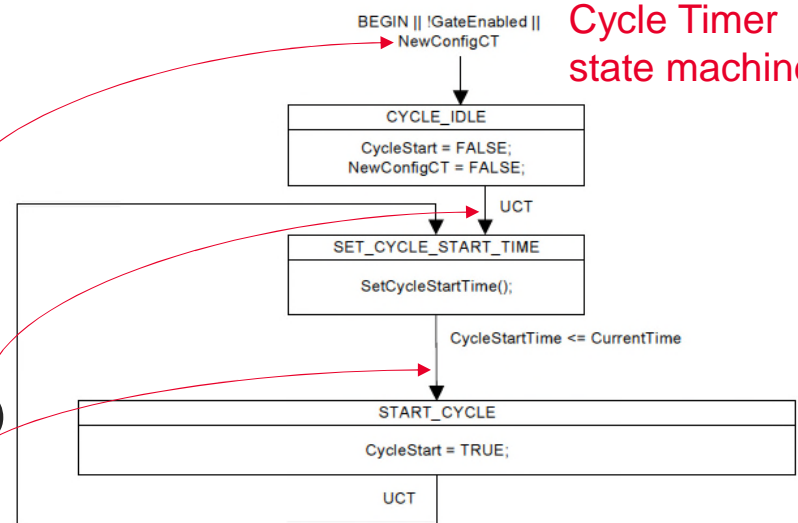 BEGIN || !GateEnabled ||
NewConfigCT
Cycle Timer
state machine
CYCLE_IDLE
CycleStart = FALSE;
NewConfigCT = FALSE;
UCT
SET_CYCLE_START_TIME
SetCycleStartTime();
CycleStartTime <= CurrentTime
START_CYCLE
CycleStart = TRUE;
UCT